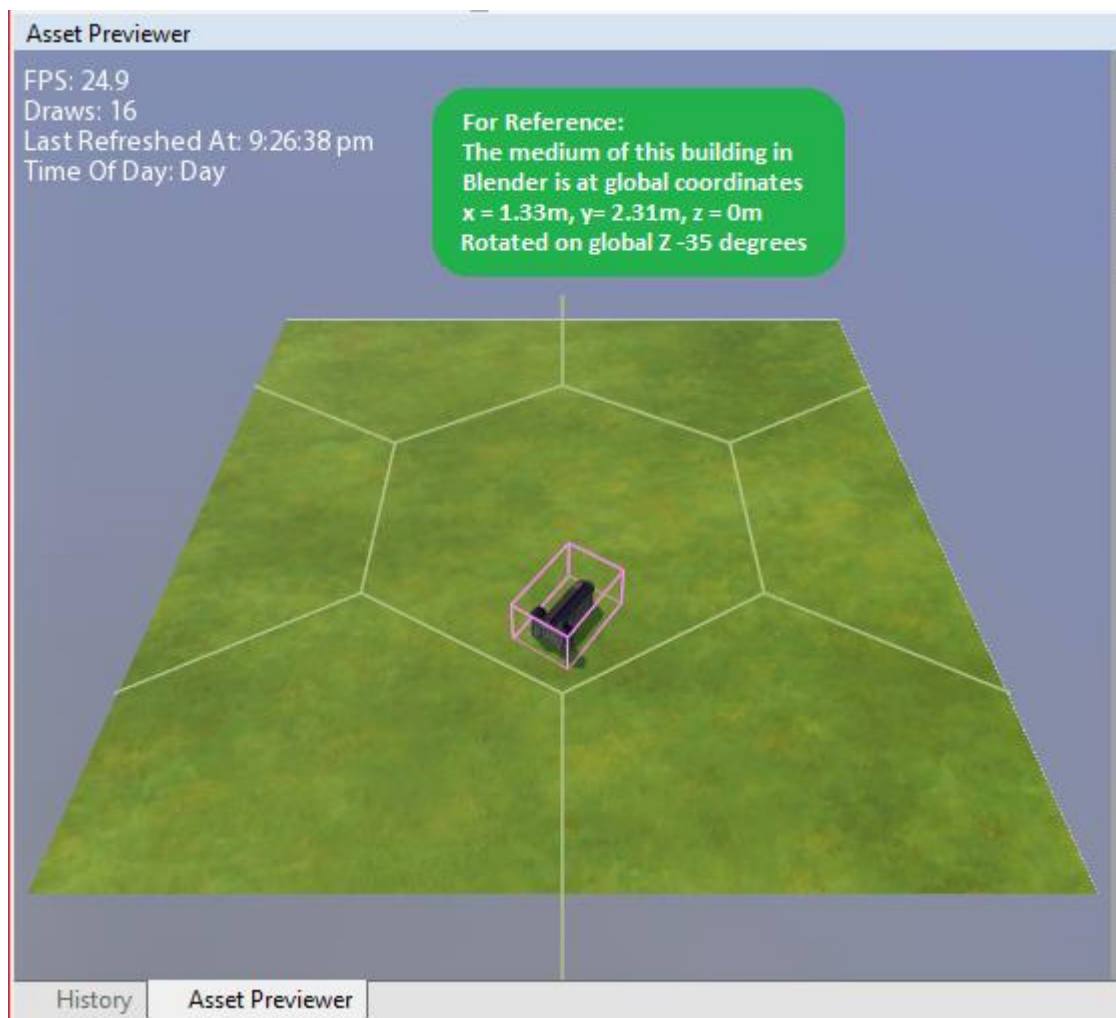 Asset Previewer
FPS: 24.9
Draws: 16
Last Refreshed At: 9:26:38 pm
Time Of Day: Day
For Reference:
The medium of this building in
Blender is at global coordinates
x = 1.33m, y= 2.31m, z = 0m
Rotated on global Z -35 degrees
History
Asset Previewer